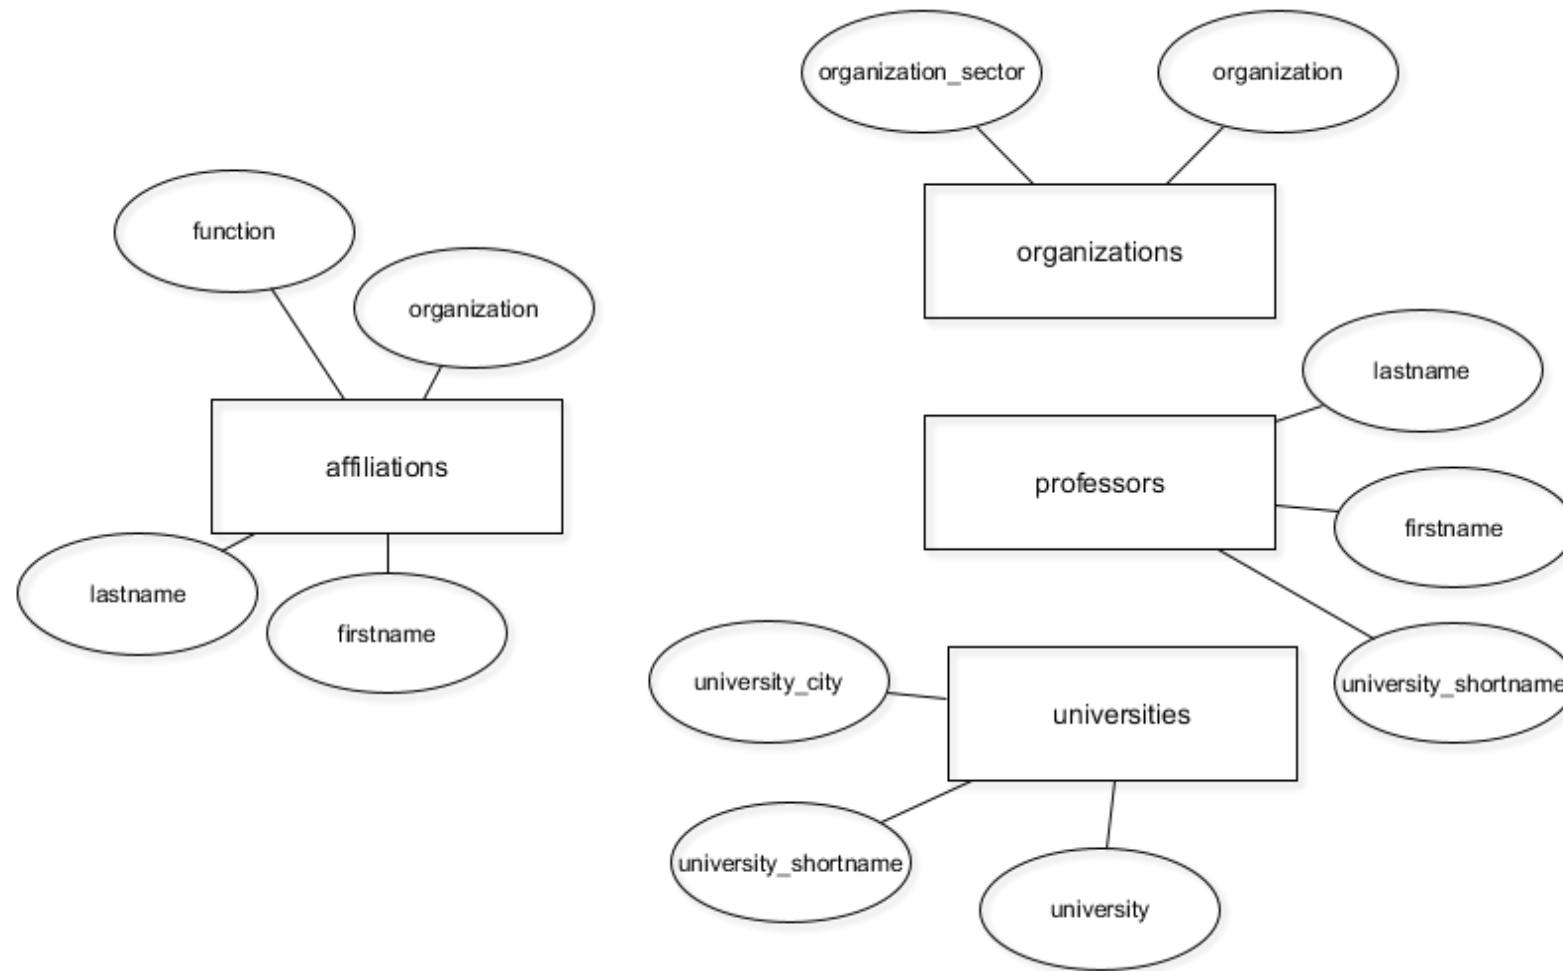 organization_sector
organization
function
organization
organizations
lastname
affiliations
professors
firstname
lastname
firstname
university_city
university_shortname
universities
university_shortname
university